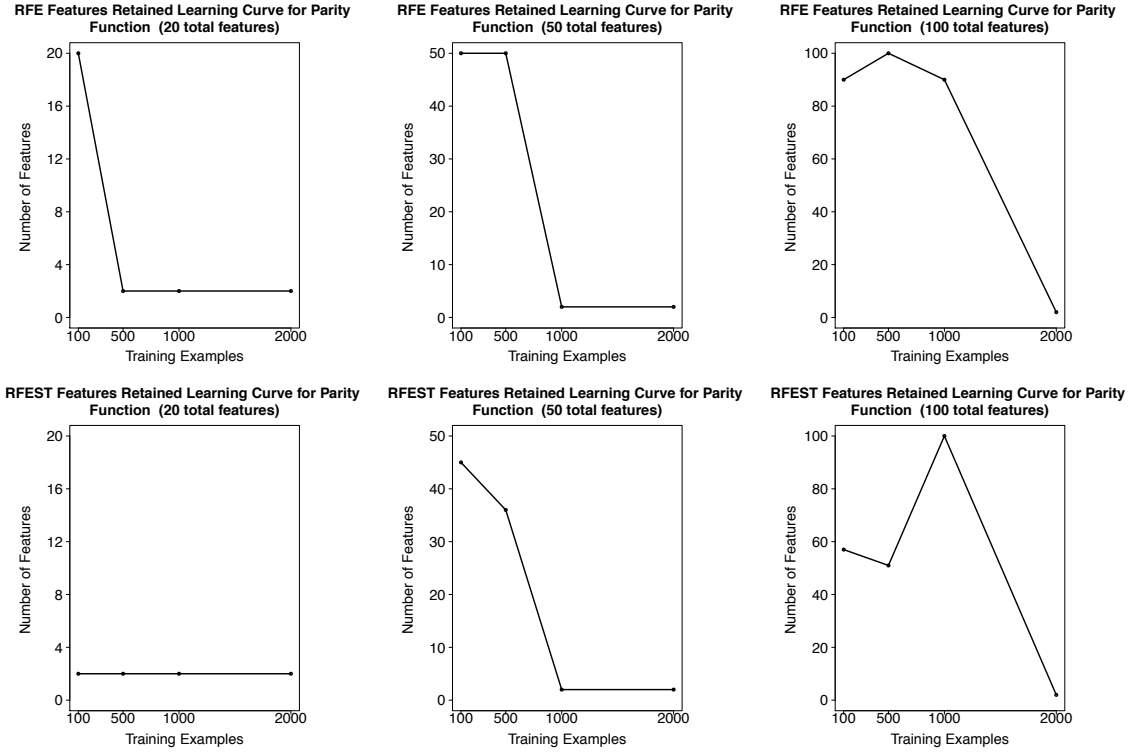 RFE Features Retained Learning Curve for Parity
Function (20 total features)
20
16
12
8
4
0
Number of Features
100 500 1000 2000
Training Examples
RFE Features Retained Learning Curve for Parity
Function (50 total features)
50
40
30
20
10
0
Number of Features
100 500 1000 2000
Training Examples
RFE Features Retained Learning Curve for Parity
Function (100 total features)
100
80
60
40
20
0
Number of Features
100 500 1000 2000
Training Examples
RFEST Features Retained Learning Curve for Parity
Function (20 total features)
20
16
12
8
4
0
Number of Features
100 500 1000 2000
Training Examples
RFEST Features Retained Learning Curve for Parity
Function (50 total features)
50
40
30
20
10
0
Number of Features
100 500 1000 2000
Training Examples
RFEST Features Retained Learning Curve for Parity
Function (100 total features)
100
80
60
40
20
0
Number of Features
100 500 1000 2000
Training Examples